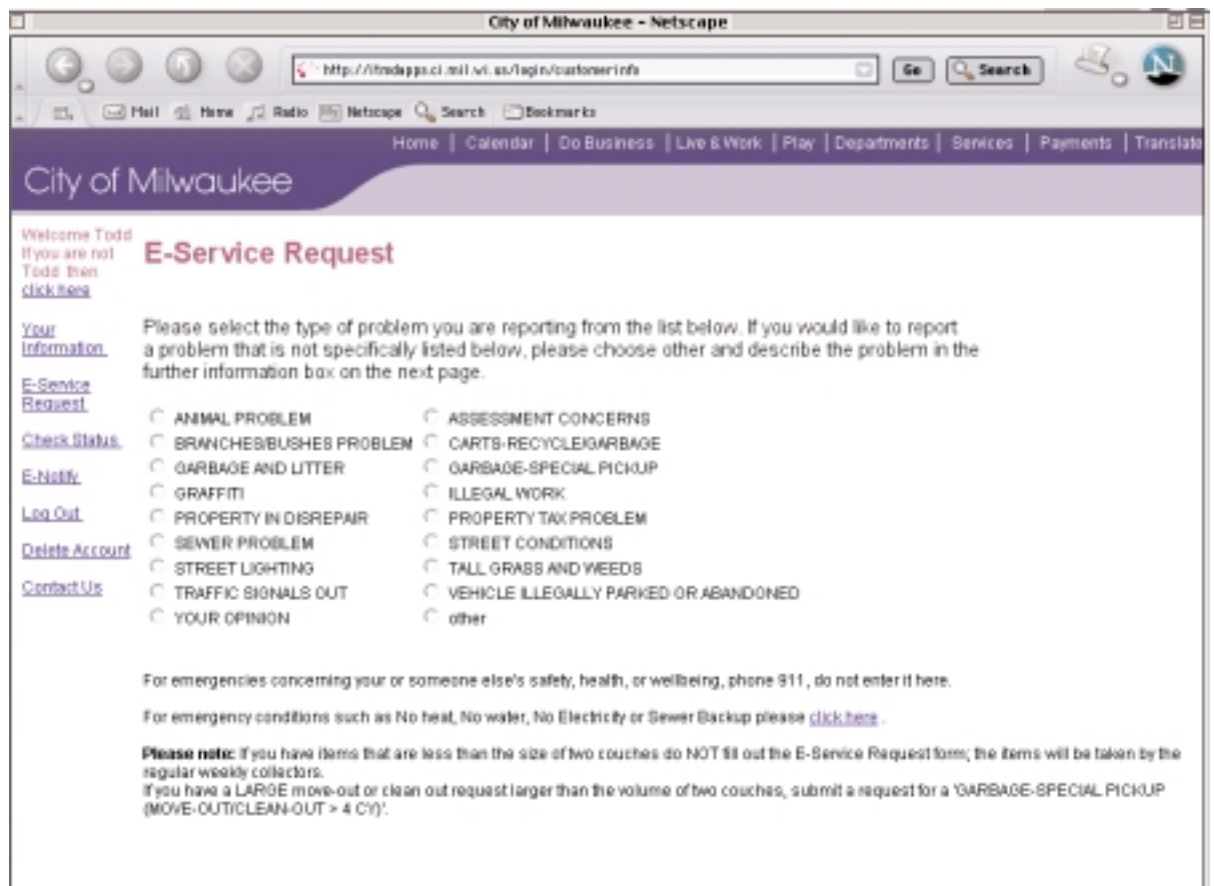 City of Milwaukee - Netscape
http://itmdapps.ci.mil.wi.us/login/customerinfo
Go
Search
N
Mail Home Radio Netscape Search Bookmarks
Home | Calendar | Do Business | Live & Work | Play | Departments | Services | Payments | Translate
City of Milwaukee
Welcome Todd
If you are not
Todd then
click here
Your
Information
E-Service
Request
Check Status
E-Notify
Log Out
Delete Account
Contact Us
E-Service Request
Please select the type of problem you are reporting from the list below. If you would like to report
a problem that is not specifically listed below, please choose other and describe the problem in the
further information box on the next page.
ANIMAL PROBLEM ASSESSMENT CONCERNS
BRANCHES/BUSHES PROBLEM CARTS-RECYCLE/GARBAGE
GARBAGE AND LITTER GARBAGE-SPECIAL PICKUP
GRAFFITI ILLEGAL WORK
PROPERTY IN DISREPAIR PROPERTY TAX PROBLEM
SEWER PROBLEM STREET CONDITIONS
STREET LIGHTING TALL GRASS AND WEEDS
TRAFFIC SIGNALS OUT VEHICLE ILLEGALLY PARKED OR ABANDONED
YOUR OPINION other
For emergencies concerning your or someone else's safety, health, or wellbeing, phone 911, do not enter it here.
For emergency conditions such as No heat, No water, No Electricity or Sewer Backup please click here .
Please note: If you have items that are less than the size of two couches do NOT fill out the E-Service Request form; the items will be taken by the
regular weekly collectors.
If you have a LARGE move-out or clean out request larger than the volume of two couches, submit a request for a 'GARBAGE-SPECIAL PICKUP
(MOVE-OUT/CLEAN-OUT > 4 CY)'.